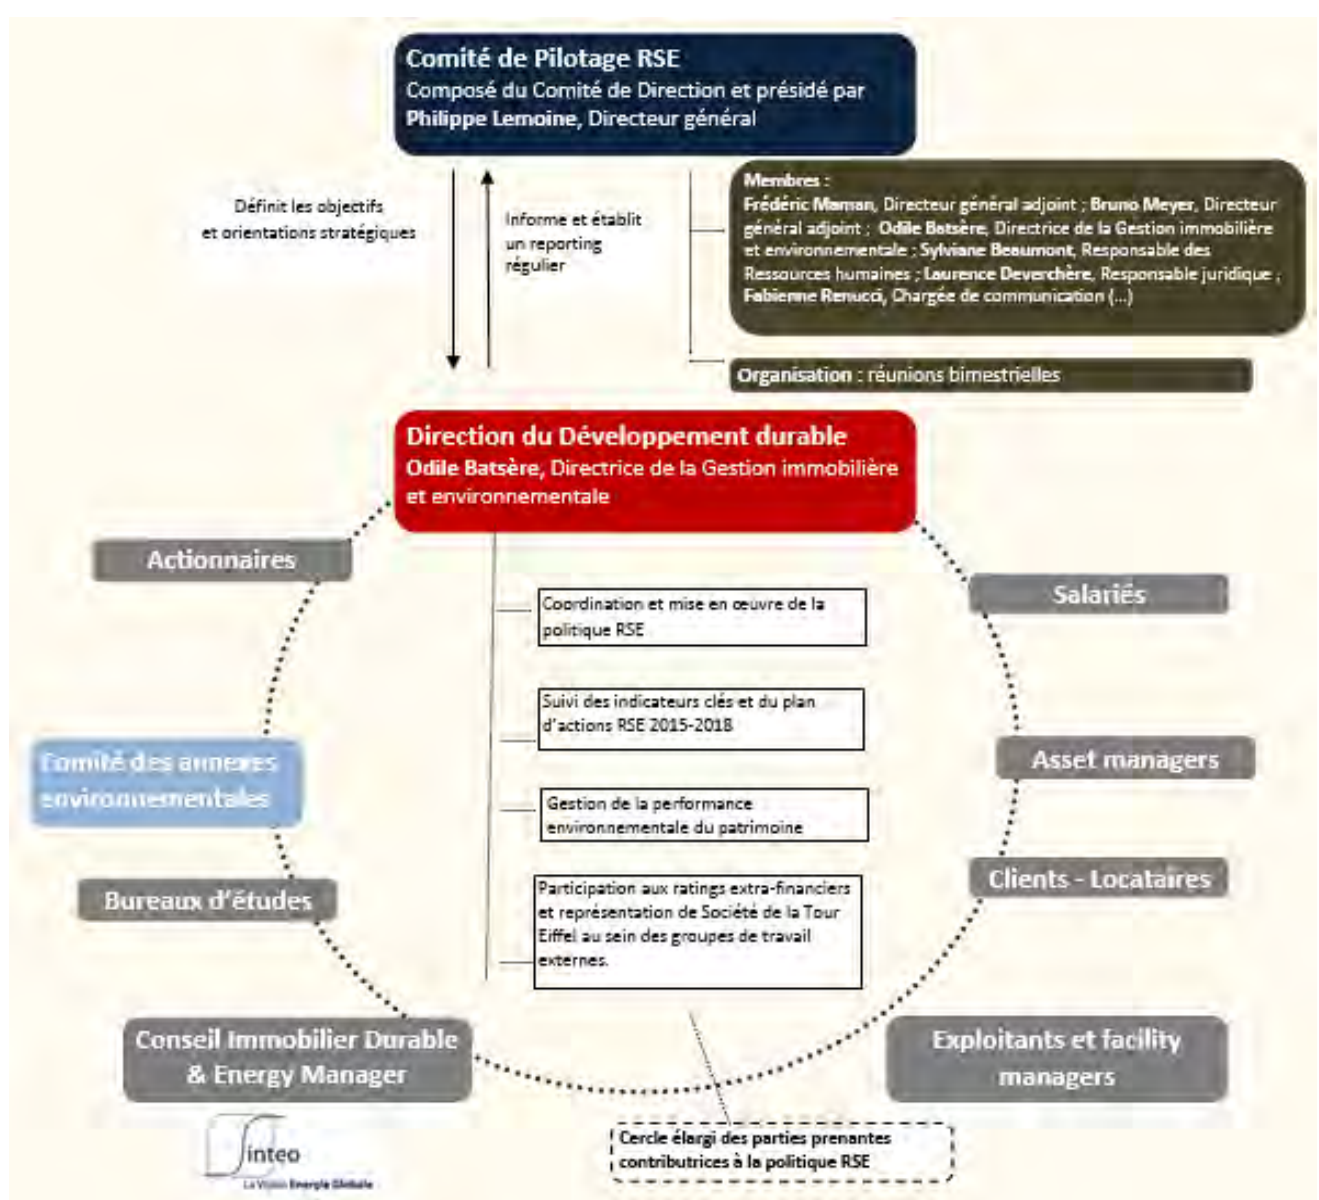 Comité de Pilotage RSE
Composé du Comité de Direction et présidé par
Philippe Lemoine, Directeur général
Définit les objectifs
et orientations stratégiques
Informe et établit
un reporting
régulier
Membres :
Frédéric Maman, Directeur général adjoint ; Bruno Meyer, Directeur
général adjoint ; Odile Batsère, Directrice de la Gestion immobilière
et environnementale ; Sylviane Beaumont, Responsable des
Ressources humaines ; Laurence Deverchère, Responsable juridique ;
Fabienne Renucci, Chargée de communication (...)
Organisation : réunions bimestrielles
Direction du Développement durable
Odile Batsère, Directrice de la Gestion immobilière
et environnementale
Actionnaires
Salariés
Coordination et mise en œuvre de la
politique RSE
Suivi des indicateurs clés et du plan
d'actions RSE 2015-2018
Comité des annexes
environnementales
Asset managers
Gestion de la performance
environnementale du patrimoine
Bureaux d'études
Clients - Locataires
Participation aux ratings extra-financiers
et représentation de Société de la Tour
Eiffel au sein des groupes de travail
externes.
Conseil Immobilier Durable
& Energy Manager
Exploitants et facility
managers
Sinteo
La Vision Energie Globale
Cercle élargi des parties prenantes
contributrices à la politique RSE